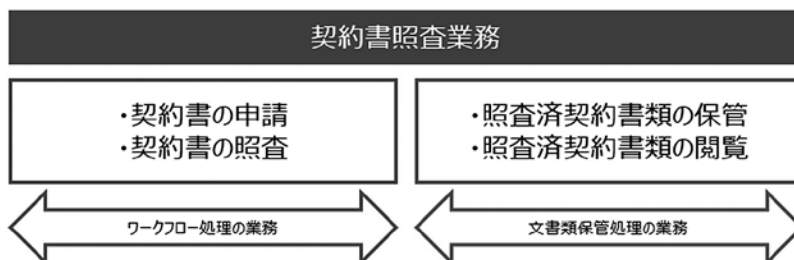 契約書照査業務
・契約書の申請
・契約書の照査
・照査済契約書類の保管
・照査済契約書類の閲覧
ワークフロー処理の業務
文書類保管処理の業務